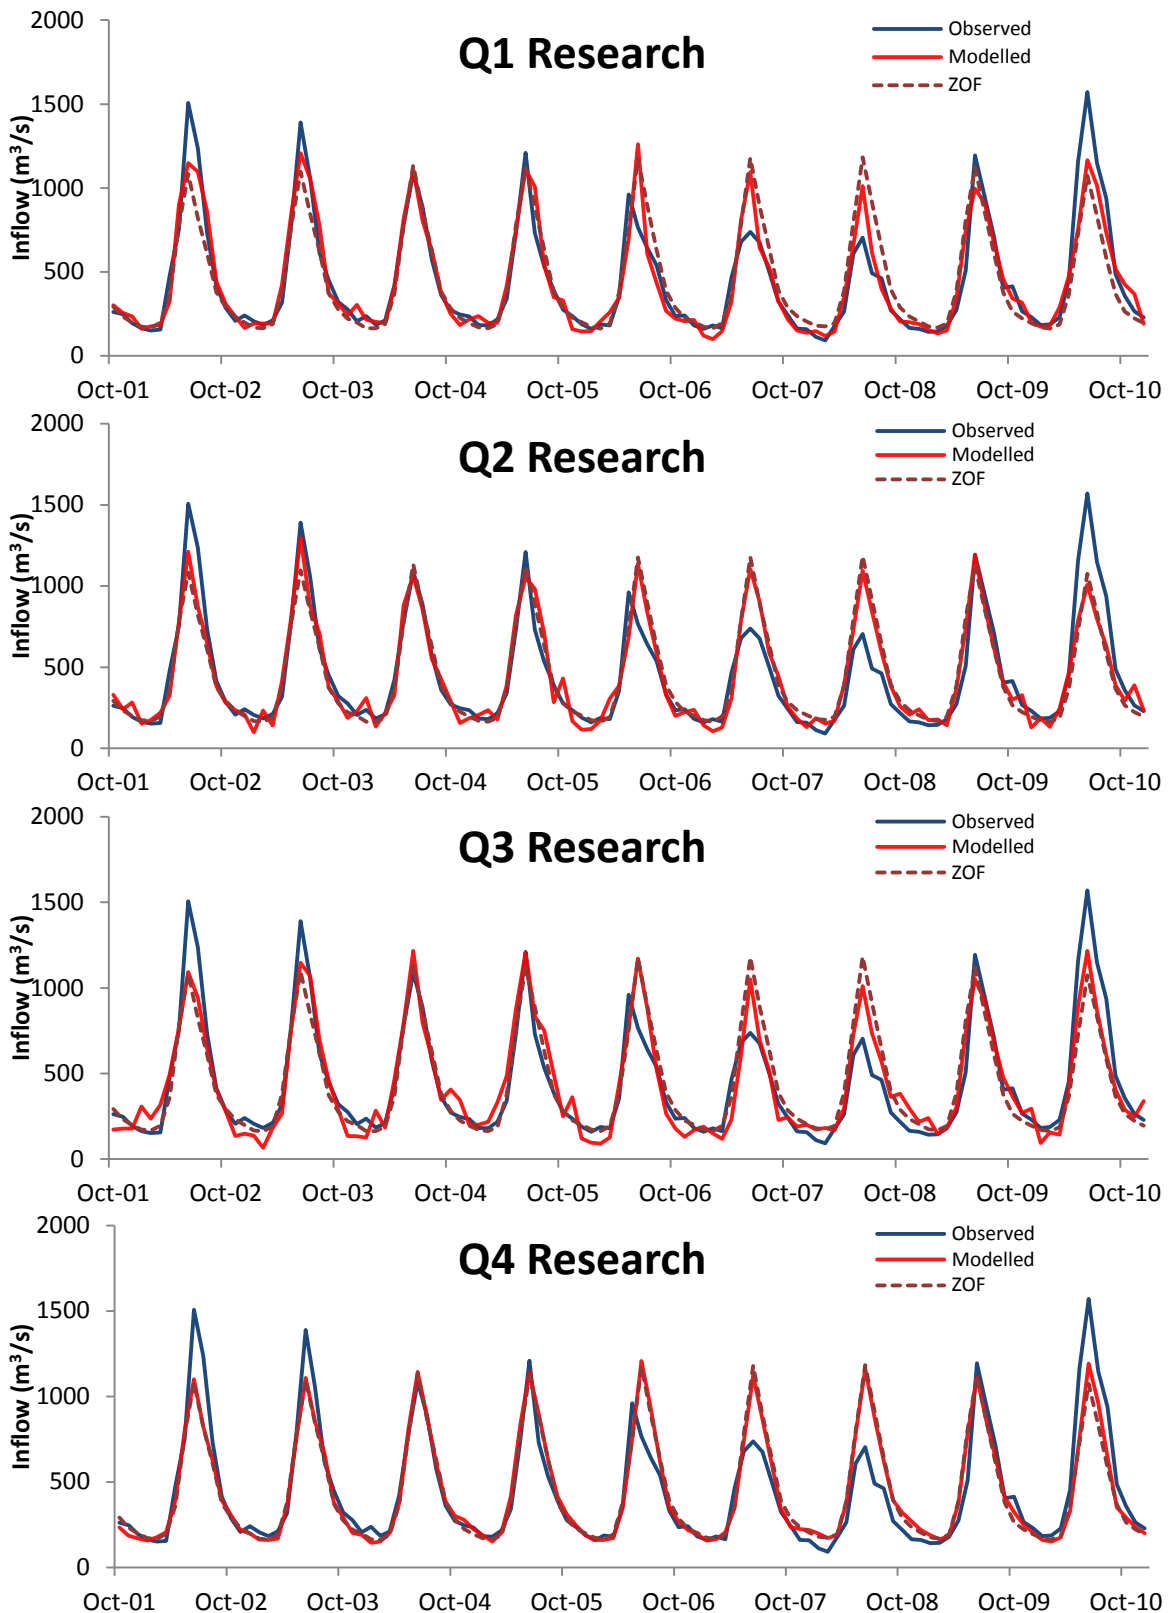 2000
Q1 Research
Observed
Modelled
ZOF
1500
1000
500
0
Inflow (m³/s)
Oct-01 Oct-02 Oct-03 Oct-04 Oct-05 Oct-06 Oct-07 Oct-08 Oct-09 Oct-10
2000
Q2 Research
Observed
Modelled
ZOF
1500
1000
500
0
Inflow (m³/s)
Oct-01 Oct-02 Oct-03 Oct-04 Oct-05 Oct-06 Oct-07 Oct-08 Oct-09 Oct-10
2000
Q3 Research
Observed
Modelled
ZOF
1500
1000
500
0
Inflow (m³/s)
Oct-01 Oct-02 Oct-03 Oct-04 Oct-05 Oct-06 Oct-07 Oct-08 Oct-09 Oct-10
2000
Q4 Research
Observed
Modelled
ZOF
1500
1000
500
0
Inflow (m³/s)
Oct-01 Oct-02 Oct-03 Oct-04 Oct-05 Oct-06 Oct-07 Oct-08 Oct-09 Oct-10